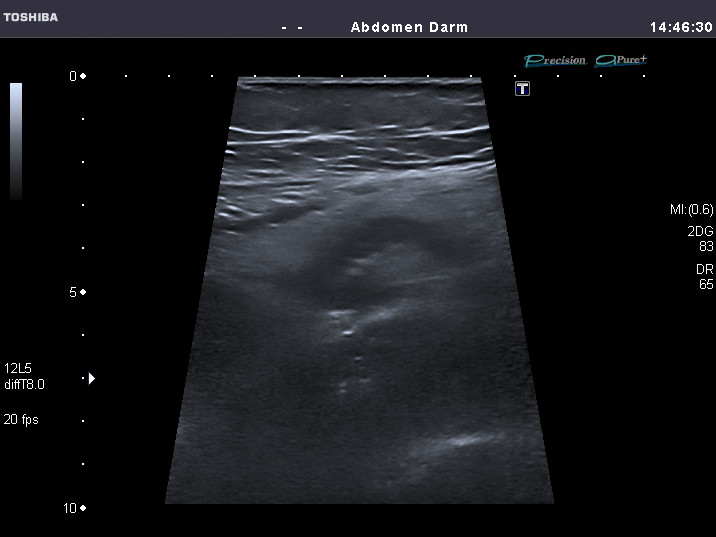 TOSHIBA
- - Abdomen Darm 14:46:30
Precision APure+
0
T
MI:(0.6)
2DG
83
DR
65
5
12L5
diffT8.0
20 fps
10